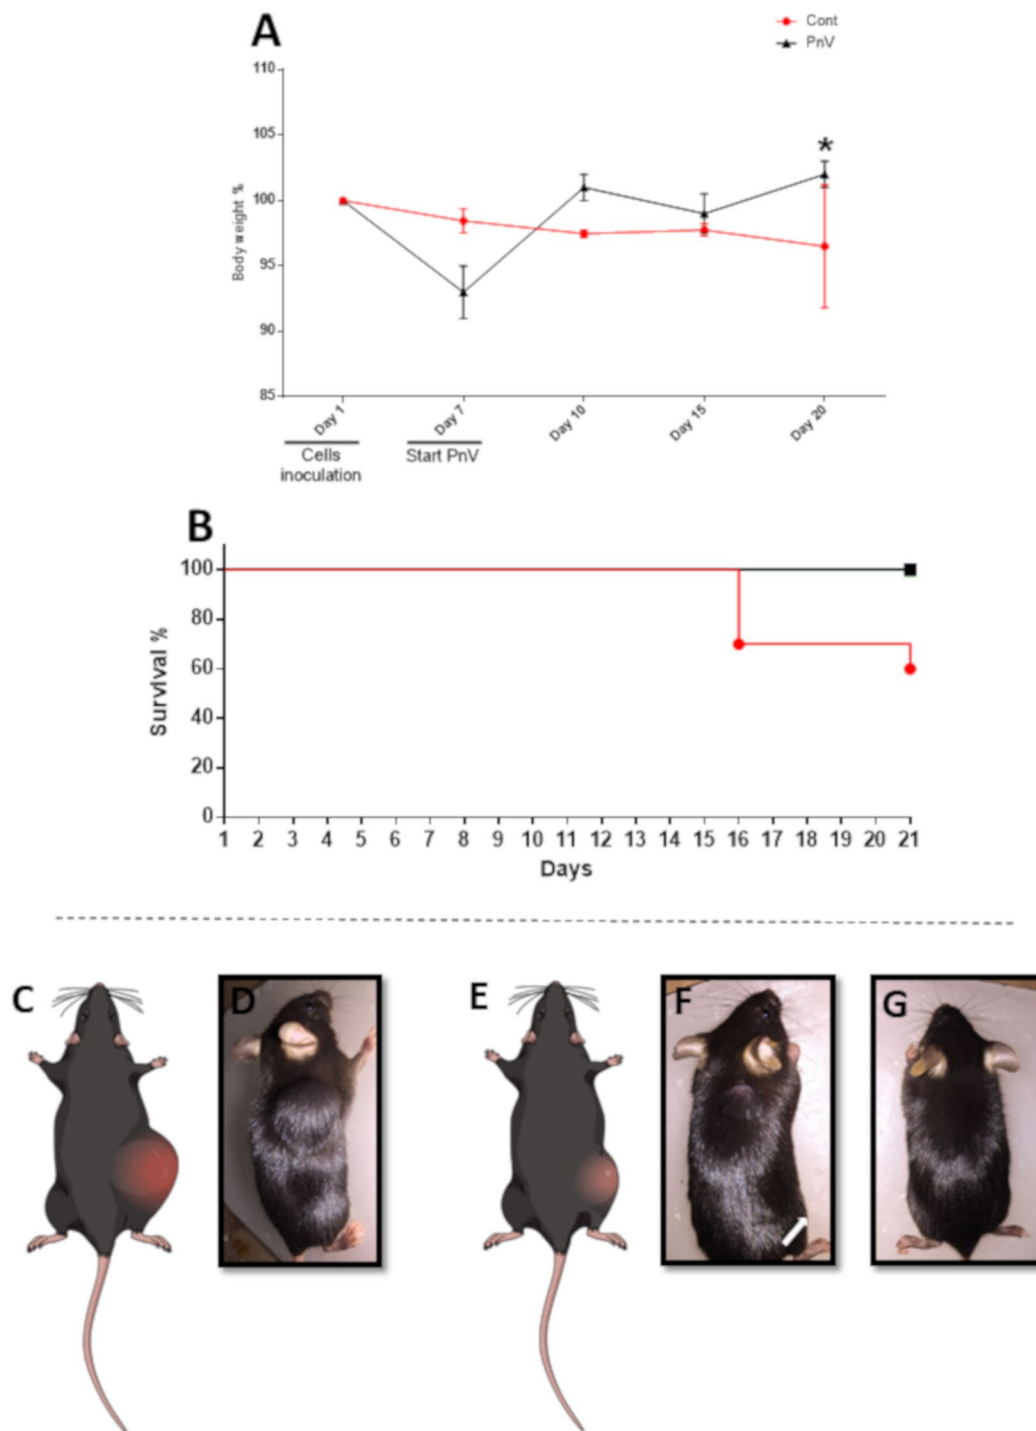 A
Cont
PnV
110
105
100
95
90
85
Body weight %
*
Day 1
Day 7
Day 10
Day 15
Day 20
Cells
inoculation
Start PnV
B
100
80
60
40
20
0
Survival %
1 2 3 4 5 6 7 8 9 10 11 12 13 14 15 16 17 18 19 20 21
Days
C
D
E
F
G